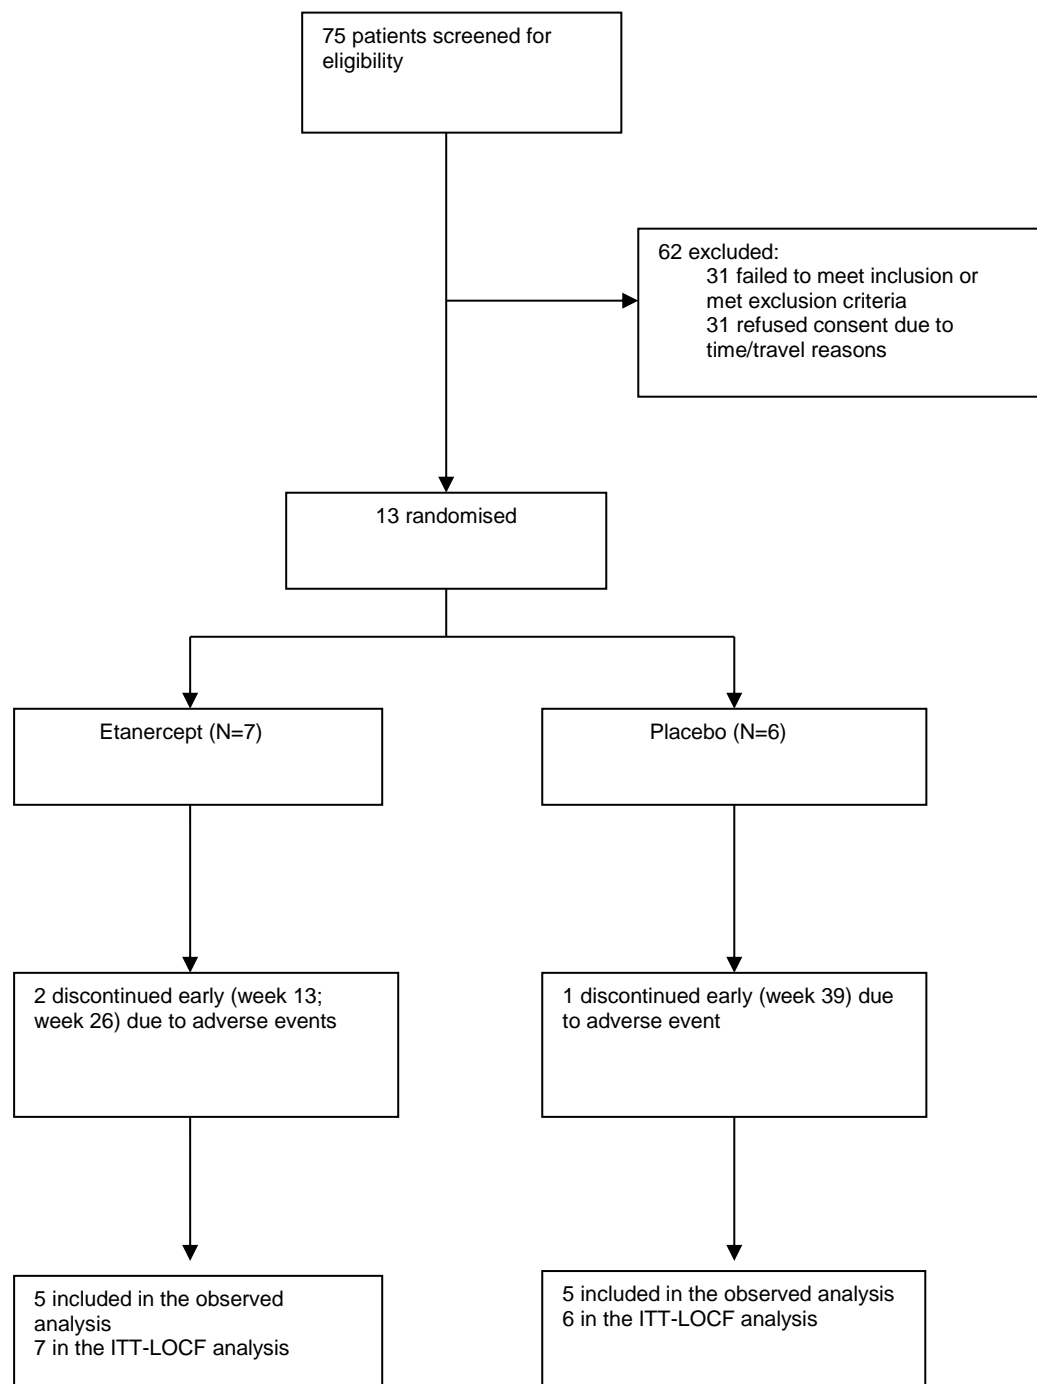 75 patients screened for
eligibility
62 excluded:
31 failed to meet inclusion or
met exclusion criteria
31 refused consent due to
time/travel reasons
13 randomised
Etanercept (N=7)
Placebo (N=6)
2 discontinued early (week 13;
week 26) due to adverse events
1 discontinued early (week 39) due
to adverse event
5 included in the observed
analysis
7 in the ITT-LOCF analysis
5 included in the observed analysis
6 in the ITT-LOCF analysis